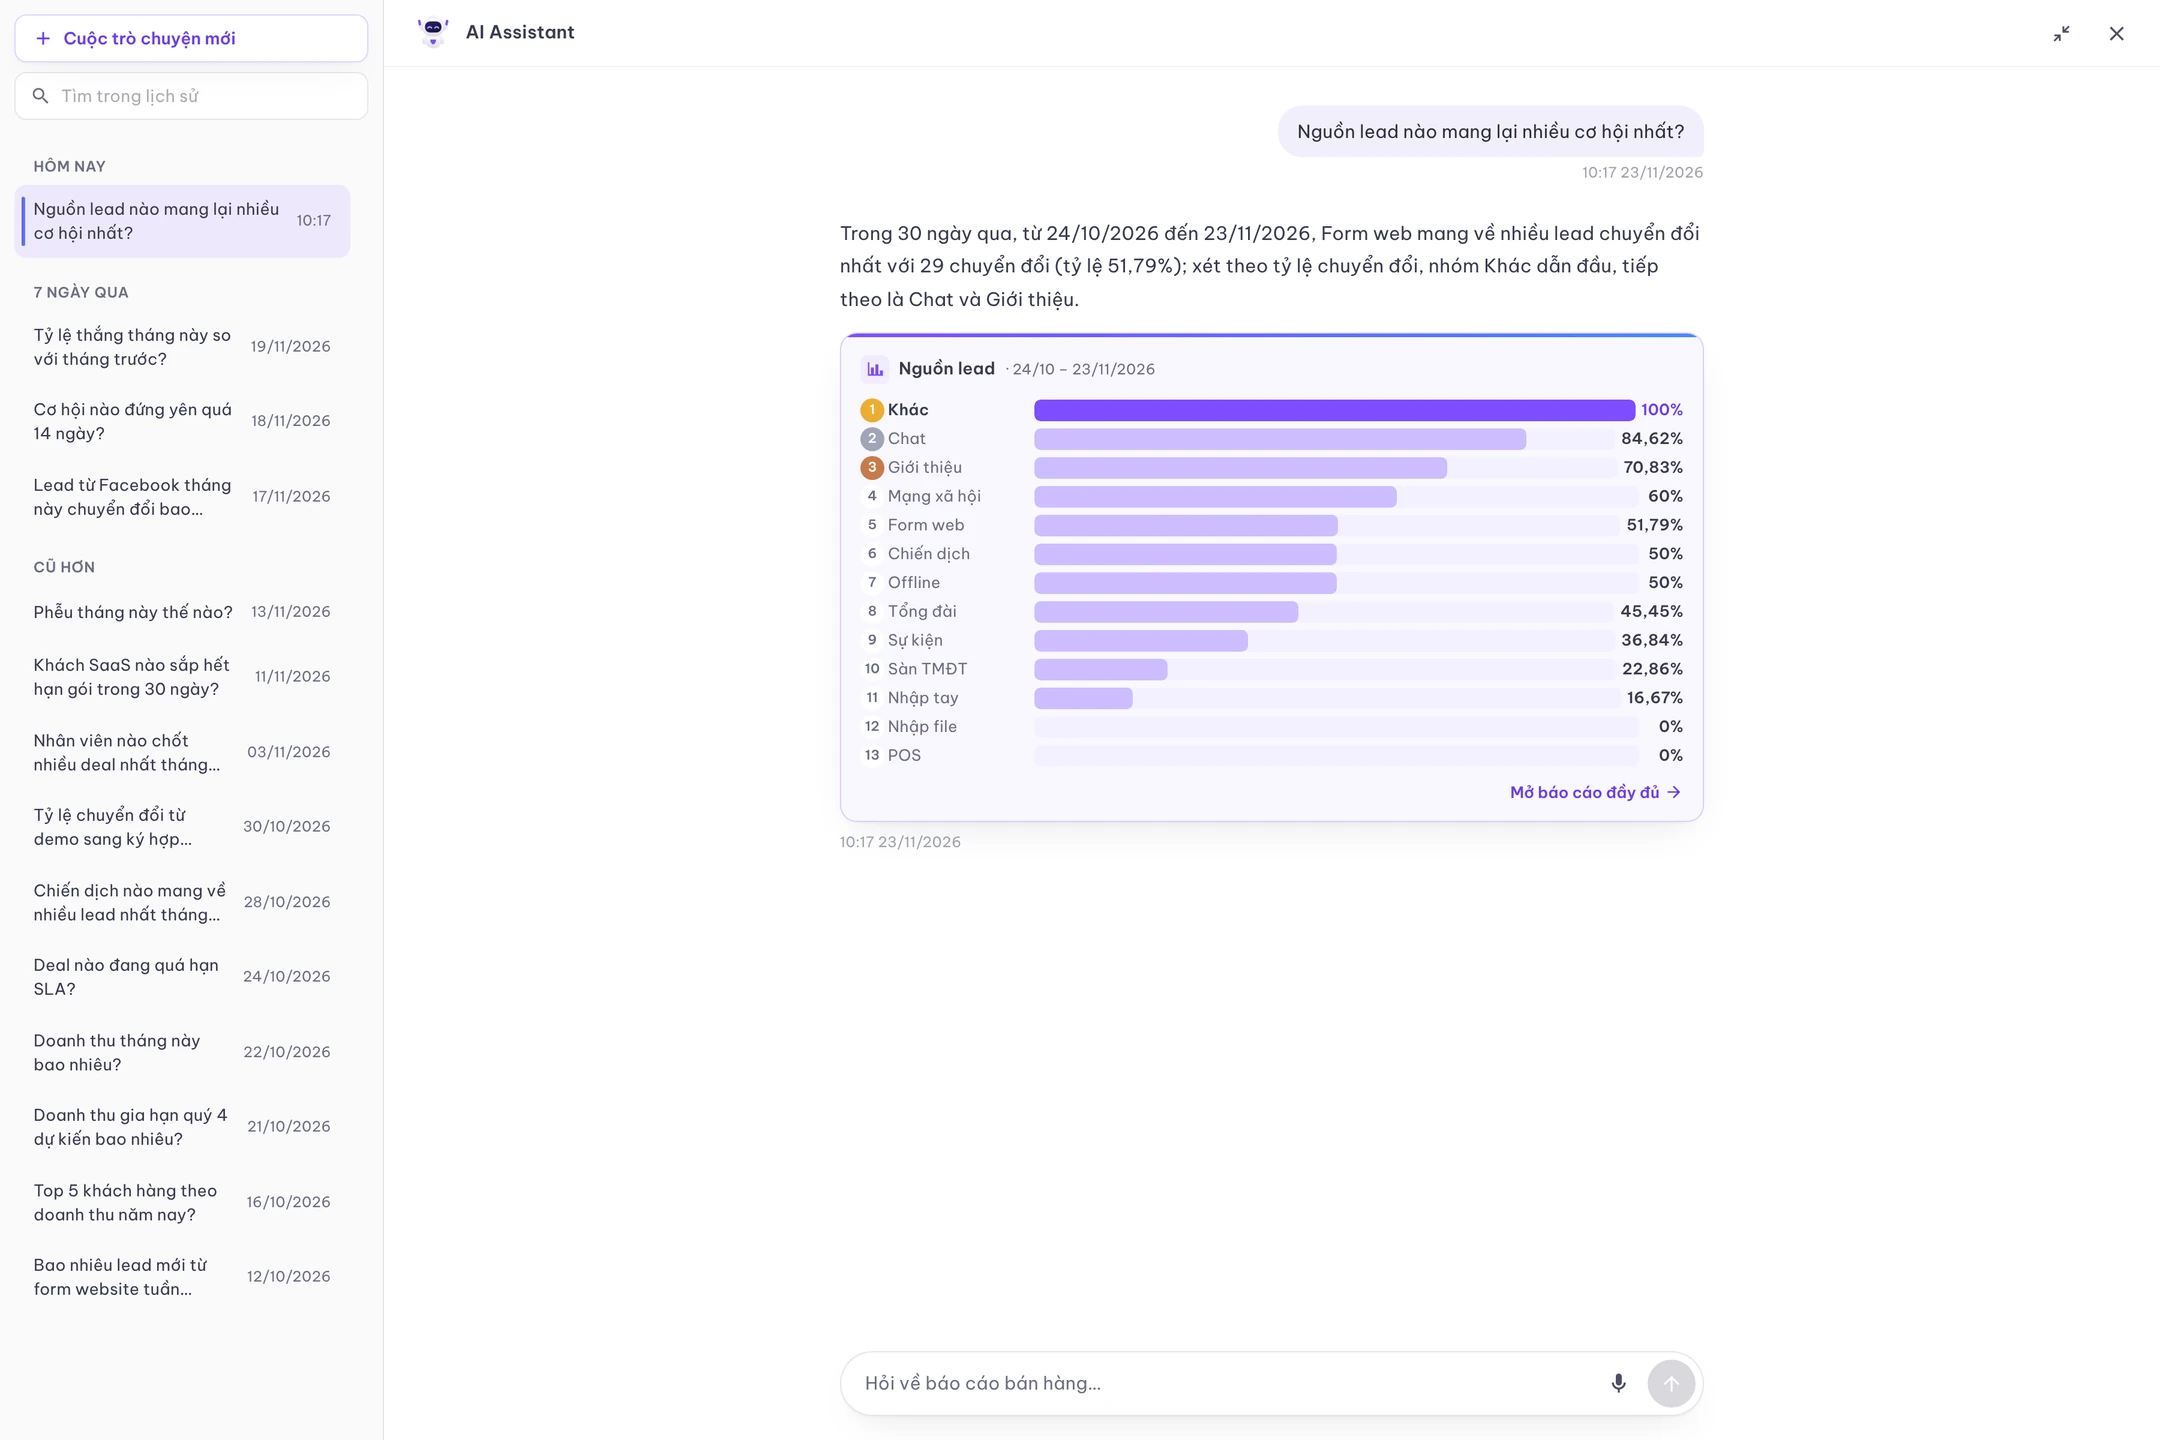 Cuộc trò chuyện mới
Tìm trong lịch sử
HÔM NAY
Nguồn lead nào mang lại nhiều
cơ hội nhất?
10:17
7 NGÀY QUA
Tỷ lệ thắng tháng này so
với tháng trước?
19/11/2026
Cơ hội nào đứng yên quá
14 ngày?
18/11/2026
Lead từ Facebook tháng
này chuyển đổi bao...
17/11/2026
CŨ HƠN
Phễu tháng này thế nào?
13/11/2026
Khách SaaS nào sắp hết
hạn gói trong 30 ngày?
11/11/2026
Nhân viên nào chốt
nhiều deal nhất tháng...
03/11/2026
Tỷ lệ chuyển đổi từ
demo sang ký hợp...
30/10/2026
Chiến dịch nào mang về
nhiều lead nhất tháng...
28/10/2026
Deal nào đang quá hạn
SLA?
24/10/2026
Doanh thu tháng này
bao nhiêu?
22/10/2026
Doanh thu gia hạn quý 4
dự kiến bao nhiêu?
21/10/2026
Top 5 khách hàng theo
doanh thu năm nay?
16/10/2026
Bao nhiêu lead mới từ
form website tuần...
12/10/2026
AI Assistant
Nguồn lead nào mang lại nhiều cơ hội nhất?
10:17 23/11/2026
Trong 30 ngày qua, từ 24/10/2026 đến 23/11/2026, Form web mang về nhiều lead chuyển đổi
nhất với 29 chuyển đổi (tỷ lệ 51,79%); xét theo tỷ lệ chuyển đổi, nhóm Khác dẫn đầu, tiếp
theo là Chat và Giới thiệu.
Nguồn lead · 24/10 – 23/11/2026
1 Khác 100%
2 Chat 84,62%
3 Giới thiệu 70,83%
4 Mạng xã hội 60%
5 Form web 51,79%
6 Chiến dịch 50%
7 Offline 50%
8 Tổng đài 45,45%
9 Sự kiện 36,84%
10 Sàn TMĐT 22,86%
11 Nhập tay 16,67%
12 Nhập file 0%
13 POS 0%
Mở báo cáo đầy đủ →
10:17 23/11/2026
Hỏi về báo cáo bán hàng...